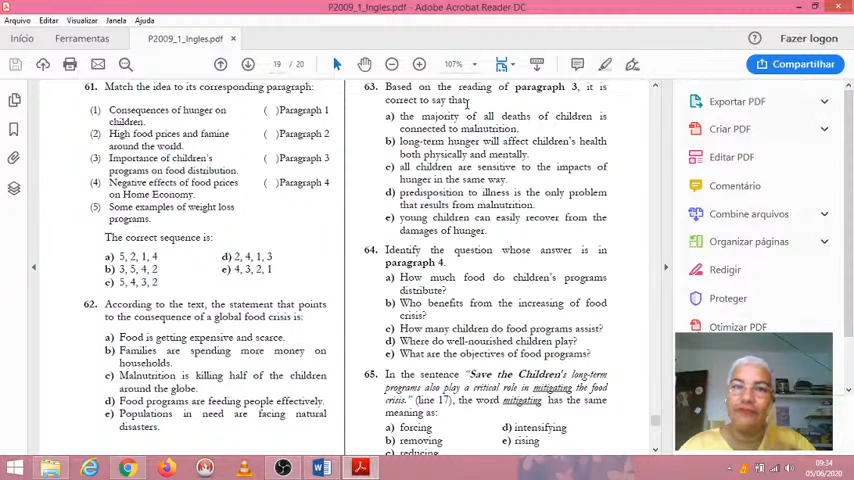 P2009_1_Ingles.pdf - Adobe Acrobat Reader DC
Arquivo Editar Visualizar Janela Ajuda
Início Ferramentas P2009_1_Ingles.pdf × Fazer logon
19 / 20 107% Compartilhar
61. Match the idea to its corresponding paragraph:
(1) Consequences of hunger on ( )Paragraph 1
children.
(2) High food prices and famine ( )Paragraph 2
around the world.
(3) Importance of children's ( )Paragraph 3
programs on food distribution.
(4) Negative effects of food prices ( )Paragraph 4
on Home Economy.
(5) Some examples of weight loss
programs.
The correct sequence is:
a) 5, 2, 1, 4 d) 2, 4, 1, 3
b) 3, 5, 4, 2 e) 4, 3, 2, 1
c) 5, 4, 3, 2
62. According to the text, the statement that points
to the consequence of a global food crisis is:
a) Food is getting expensive and scarce.
b) Families are spending more money on
households.
c) Malnutrition is killing half of the children
around the globe.
d) Food programs are feeding people effectively.
e) Populations in need are facing natural
disasters.
63. Based on the reading of paragraph 3, it is
correct to say that:
a) the majority of all deaths of children is
connected to malnutrition.
b) long-term hunger will affect children's health
both physically and mentally.
c) all children are sensitive to the impacts of
hunger in the same way.
d) predisposition to illness is the only problem
that results from malnutrition.
e) young children can easily recover from the
damages of hunger.
64. Identify the question whose answer is in
paragraph 4.
a) How much food do children's programs
distribute?
b) Who benefits from the increasing of food
crisis?
c) How many children do food programs assist?
d) Where do well-nourished children play?
e) What are the objectives of food programs?
65. In the sentence "Save the Children's long-term
programs also play a critical role in mitigating the food
crisis." (line 17), the word mitigating has the same
meaning as:
a) forcing d) intensifying
b) removing e) rising
c) reducing
Exportar PDF
Criar PDF
Editar PDF
Comentário
Combine arquivos
Organizar páginas
Redigir
Proteger
Otimizar PDF
09:34
05/06/2020